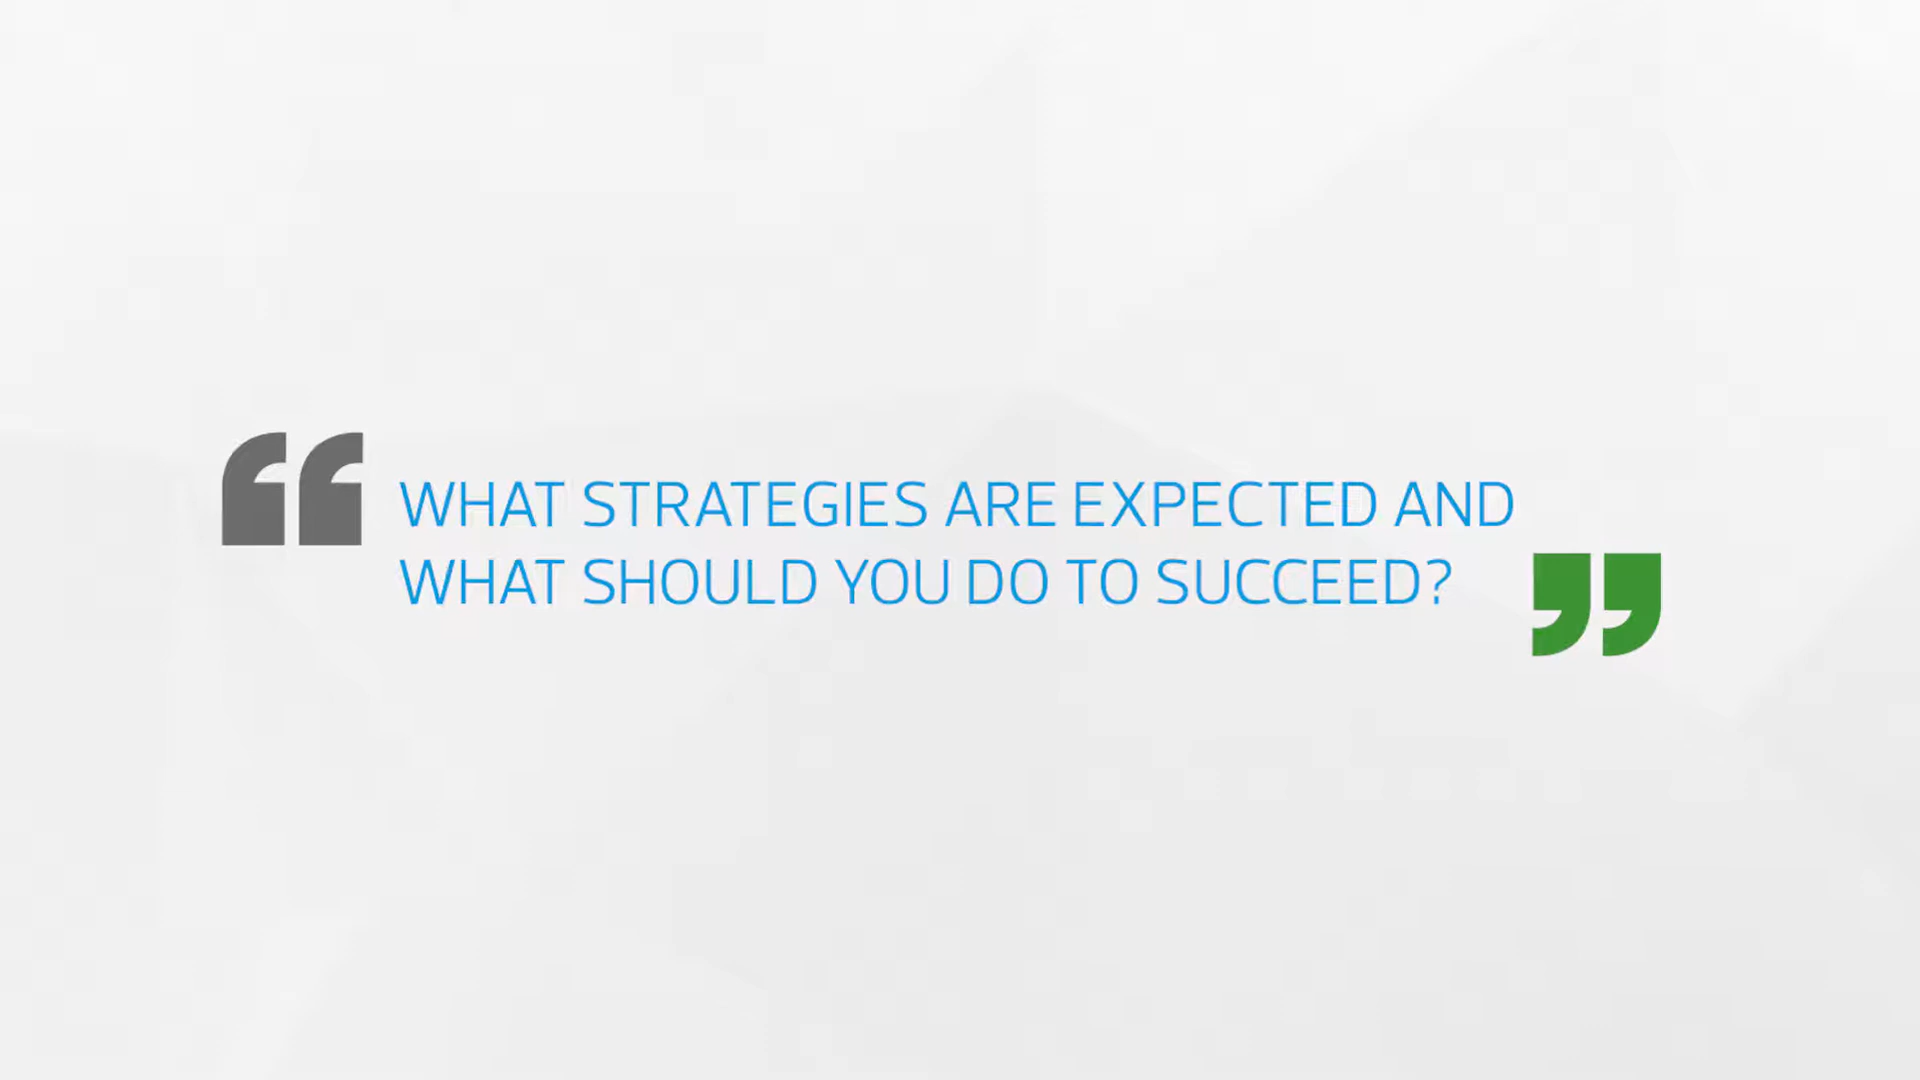 “WHAT STRATEGIES ARE EXPECTED AND
WHAT SHOULD YOU DO TO SUCCEED?”